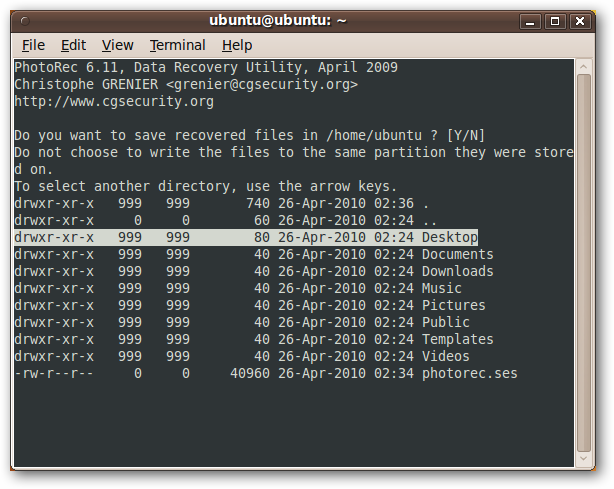 ubuntu@ubuntu: ~
File Edit View Terminal Help
PhotoRec 6.11, Data Recovery Utility, April 2009
Christophe GRENIER <grenier@cgsecurity.org>
http://www.cgsecurity.org

Do you want to save recovered files in /home/ubuntu ? [Y/N]
Do not choose to write the files to the same partition they were store
d on.
To select another directory, use the arrow keys.
drwxr-xr-x   999   999       740 26-Apr-2010 02:36 .
drwxr-xr-x     0     0        60 26-Apr-2010 02:24 ..
drwxr-xr-x   999   999        80 26-Apr-2010 02:24 Desktop
drwxr-xr-x   999   999        40 26-Apr-2010 02:24 Documents
drwxr-xr-x   999   999        40 26-Apr-2010 02:24 Downloads
drwxr-xr-x   999   999        40 26-Apr-2010 02:24 Music
drwxr-xr-x   999   999        40 26-Apr-2010 02:24 Pictures
drwxr-xr-x   999   999        40 26-Apr-2010 02:24 Public
drwxr-xr-x   999   999        40 26-Apr-2010 02:24 Templates
drwxr-xr-x   999   999        40 26-Apr-2010 02:24 Videos
-rw-r--r--     0     0     40960 26-Apr-2010 02:34 photorec.ses